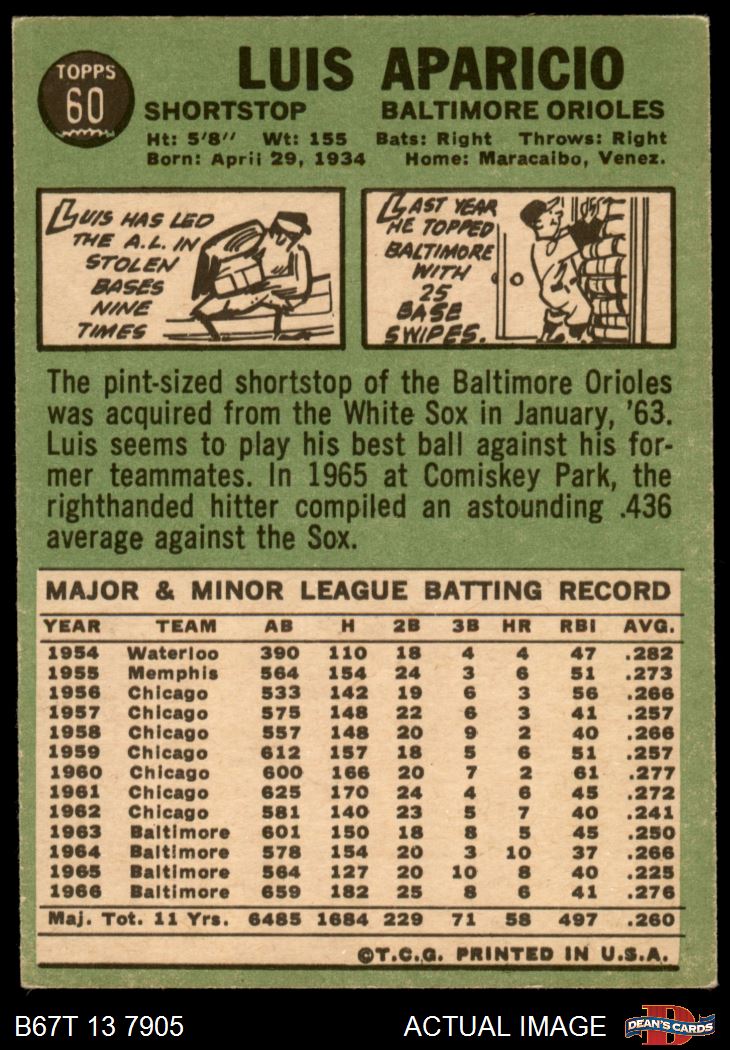 TOPPS
60
LUIS APARICIO
SHORTSTOP BALTIMORE ORIOLES
Ht: 5'8" Wt: 155 Bats: Right Throws: Right
Born: April 29, 1934 Home: Maracaibo, Venez.
LUIS HAS LED
THE A.L. IN
STOLEN
BASES
NINE
TIMES
LAST YEAR
HE TOPPED
BALTIMORE
WITH
25
BASE
SWIPES.
The pint-sized shortstop of the Baltimore Orioles
was acquired from the White Sox in January, '63.
Luis seems to play his best ball against his for-
mer teammates. In 1965 at Comiskey Park, the
righthanded hitter compiled an astounding .436
average against the Sox.
MAJOR & MINOR LEAGUE BATTING RECORD
YEAR TEAM AB H 2B 3B HR RBI AVG.
1954 Waterloo 390 110 18 4 4 47 .282
1955 Memphis 564 154 24 3 6 51 .273
1956 Chicago 533 142 19 6 3 56 .266
1957 Chicago 575 148 22 6 3 41 .257
1958 Chicago 557 148 20 9 2 40 .266
1959 Chicago 612 157 18 5 6 51 .257
1960 Chicago 600 166 20 7 2 61 .277
1961 Chicago 625 170 24 4 6 45 .272
1962 Chicago 581 140 23 5 7 40 .241
1963 Baltimore 601 150 18 8 5 45 .250
1964 Baltimore 578 154 20 3 10 37 .266
1965 Baltimore 564 127 20 10 8 40 .225
1966 Baltimore 659 182 25 8 6 41 .276
Maj. Tot. 11 Yrs. 6485 1684 229 71 58 497 .260
©T.C.G. PRINTED IN U.S.A.
B67T 13 7905 ACTUAL IMAGE D DEAN'S CARDS